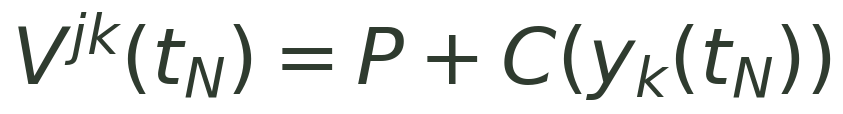 $V^{jk}(t_N) = P + C(y_k(t_N))$